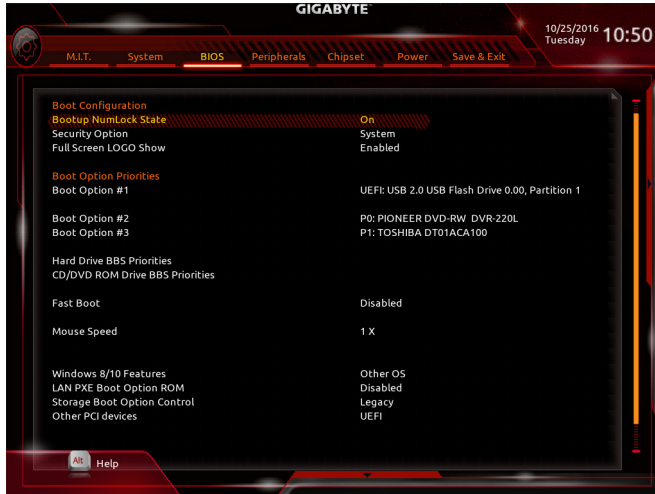 GIGABYTE™
10/25/2016 Tuesday 10:50
M.I.T. System BIOS Peripherals Chipset Power Save & Exit
Boot Configuration
Bootup NumLock State On
Security Option System
Full Screen LOGO Show Enabled
Boot Option Priorities
Boot Option #1 UEFI: USB 2.0 USB Flash Drive 0.00, Partition 1
Boot Option #2 P0: PIONEER DVD-RW DVR-220L
Boot Option #3 P1: TOSHIBA DT01ACA100
Hard Drive BBS Priorities
CD/DVD ROM Drive BBS Priorities
Fast Boot Disabled
Mouse Speed 1 X
Windows 8/10 Features Other OS
LAN PXE Boot Option ROM Disabled
Storage Boot Option Control Legacy
Other PCI devices UEFI
Alt Help